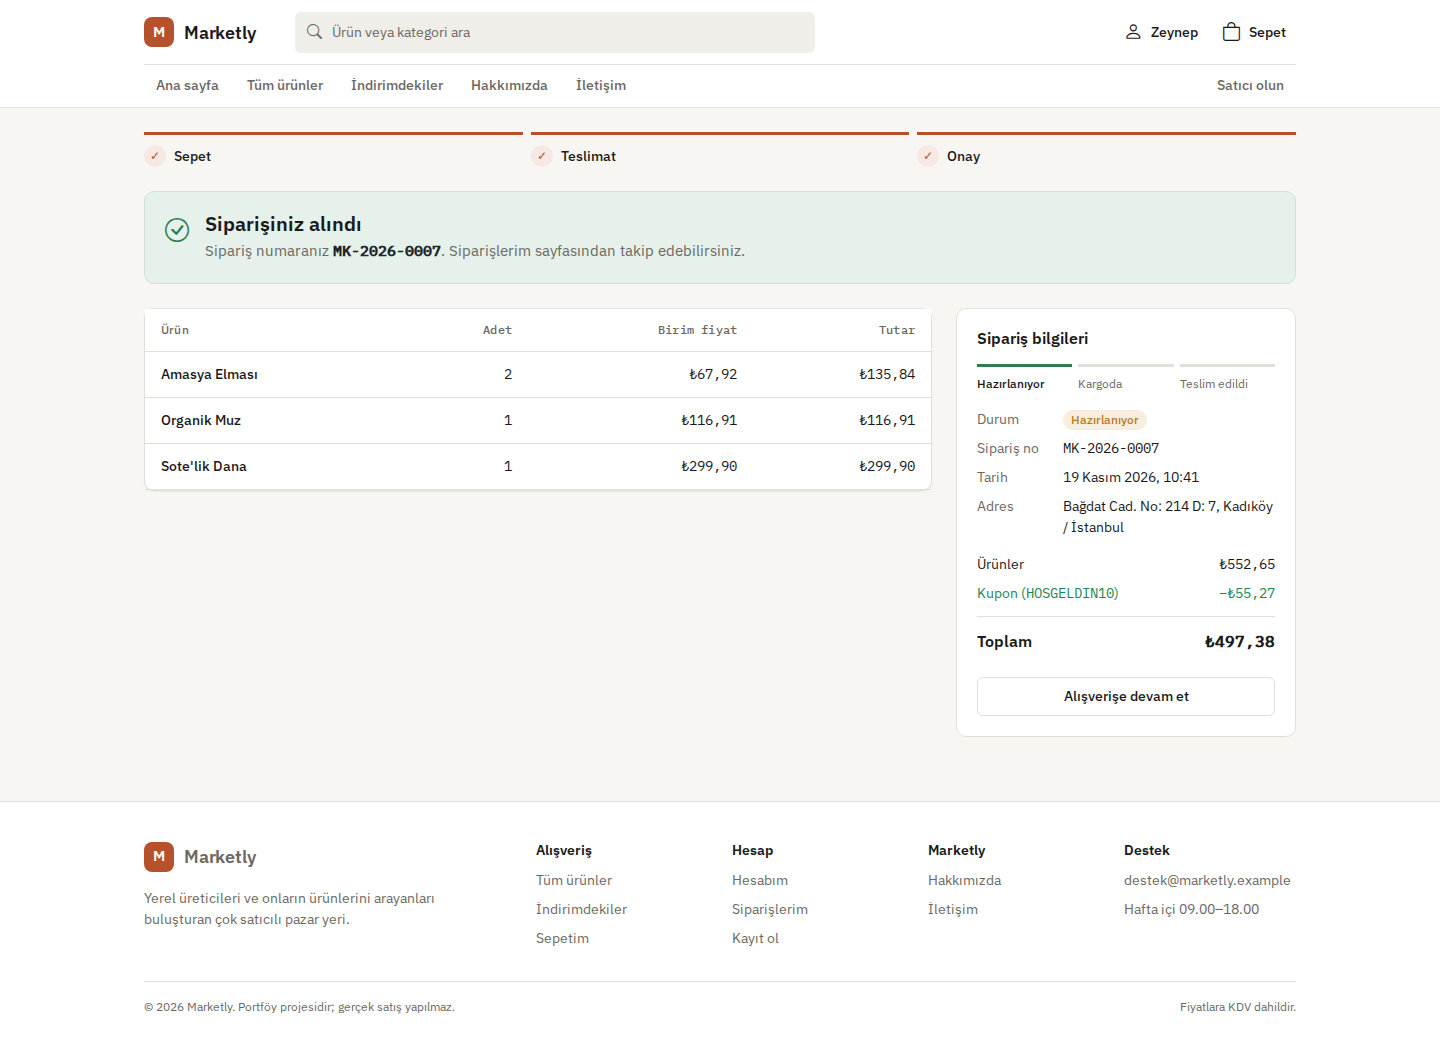 M Marketly
Ürün veya kategori ara
Zeynep
Sepet
Ana sayfa
Tüm ürünler
İndirimdekiler
Hakkımızda
İletişim
Satıcı olun
✓ Sepet
✓ Teslimat
✓ Onay
Siparişiniz alındı
Sipariş numaranız MK-2026-0007. Siparişlerim sayfasından takip edebilirsiniz.
Ürün Adet Birim fiyat Tutar
Amasya Elması 2 ₺67,92 ₺135,84
Organik Muz 1 ₺116,91 ₺116,91
Sote'lik Dana 1 ₺299,90 ₺299,90
Sipariş bilgileri
Hazırlanıyor Kargoda Teslim edildi
Durum Hazırlanıyor
Sipariş no MK-2026-0007
Tarih 19 Kasım 2026, 10:41
Adres Bağdat Cad. No: 214 D: 7, Kadıköy
/ İstanbul
Ürünler ₺552,65
Kupon (HOSGELDIN10) −₺55,27
Toplam ₺497,38
Alışverişe devam et
M Marketly
Yerel üreticileri ve onların ürünlerini arayanları
buluşturan çok satıcılı pazar yeri.
Alışveriş
Tüm ürünler
İndirimdekiler
Sepetim
Hesap
Hesabım
Siparişlerim
Kayıt ol
Marketly
Hakkımızda
İletişim
Destek
destek@marketly.example
Hafta içi 09.00–18.00
© 2026 Marketly. Portföy projesidir; gerçek satış yapılmaz.
Fiyatlara KDV dahildir.